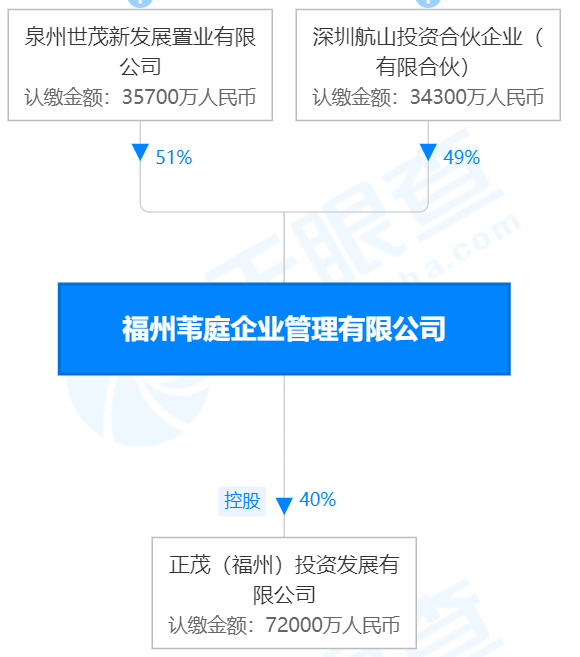 泉州世茂新发展置业有限
公司
认缴金额：35700万人民币
深圳航山投资合伙企业（
有限合伙）
认缴金额：34300万人民币
51%
49%
天眼查
福州苇庭企业管理有限公司
控股
40%
正茂（福州）投资发展有
限公司
认缴金额：72000万人民币